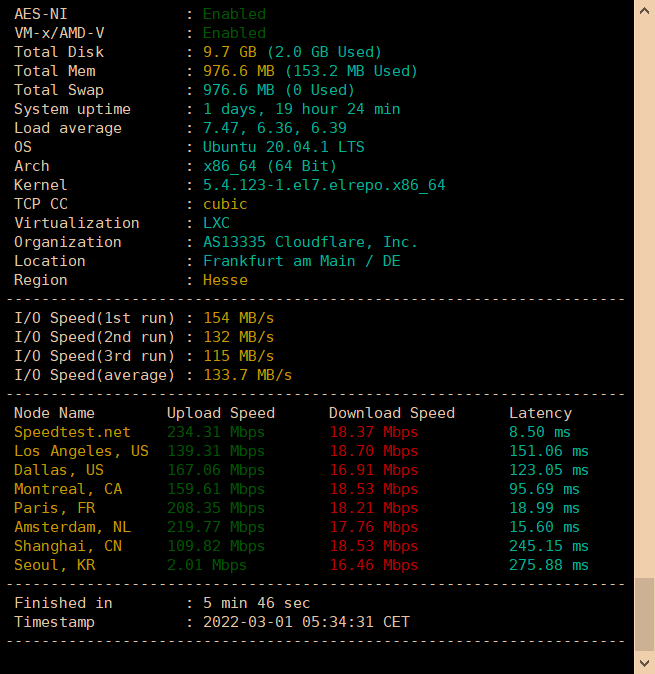 AES-NI : Enabled
VM-x/AMD-V : Enabled
Total Disk : 9.7 GB (2.0 GB Used)
Total Mem : 976.6 MB (153.2 MB Used)
Total Swap : 976.6 MB (0 Used)
System uptime : 1 days, 19 hour 24 min
Load average : 7.47, 6.36, 6.39
OS : Ubuntu 20.04.1 LTS
Arch : x86_64 (64 Bit)
Kernel : 5.4.123-1.el7.elrepo.x86_64
TCP CC : cubic
Virtualization : LXC
Organization : AS13335 Cloudflare, Inc.
Location : Frankfurt am Main / DE
Region : Hesse
---------------------------------------------------------------------
I/O Speed(1st run) : 154 MB/s
I/O Speed(2nd run) : 132 MB/s
I/O Speed(3rd run) : 115 MB/s
I/O Speed(average) : 133.7 MB/s
---------------------------------------------------------------------
Node Name Upload Speed Download Speed Latency
Speedtest.net 234.31 Mbps 18.37 Mbps 8.50 ms
Los Angeles, US 139.31 Mbps 18.70 Mbps 151.06 ms
Dallas, US 167.06 Mbps 16.91 Mbps 123.05 ms
Montreal, CA 159.61 Mbps 18.53 Mbps 95.69 ms
Paris, FR 208.35 Mbps 18.21 Mbps 18.99 ms
Amsterdam, NL 219.77 Mbps 17.76 Mbps 15.60 ms
Shanghai, CN 109.82 Mbps 18.53 Mbps 245.15 ms
Seoul, KR 2.01 Mbps 16.46 Mbps 275.88 ms
---------------------------------------------------------------------
Finished in : 5 min 46 sec
Timestamp : 2022-03-01 05:34:31 CET
---------------------------------------------------------------------